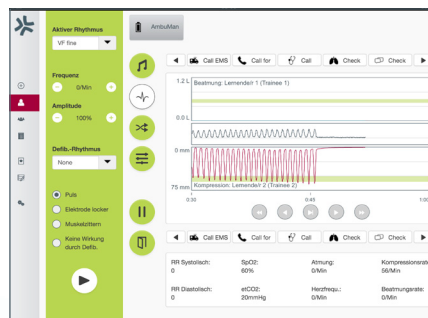 Aktiver Rhythmus
VF fine
Frequenz
0/Min
Amplitude
100%
Defib.-Rhythmus
None
Puls
Elektrode locker
Muskelzittern
Keine Wirkung
durch Defib.
AmbuMan
Call EMS
Call for
Call
Check
Check
1.2 L
Beatmung: Lernende/r 1 (Trainee 1)
0.0 L
0 mm
75 mm
Kompression: Lernende/r 2 (Trainee 2)
0:30
0:45
1:00
Call EMS
Call for
Call
Check
Check
RR Systolisch:
SpO2:
Atmung:
Kompressionsrate:
0
60%
0/Min
56/Min
RR Diastolisch:
etCO2:
Herzfrequ.:
Beatmungsrate:
0
20mmHg
0/Min
0/Min